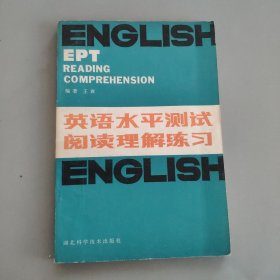 ENGLISH
EPT
READING
COMPREHENSION
编著 王森
英语水平测试
阅读理解练习
ENGLISH
湖北科学技术出版社